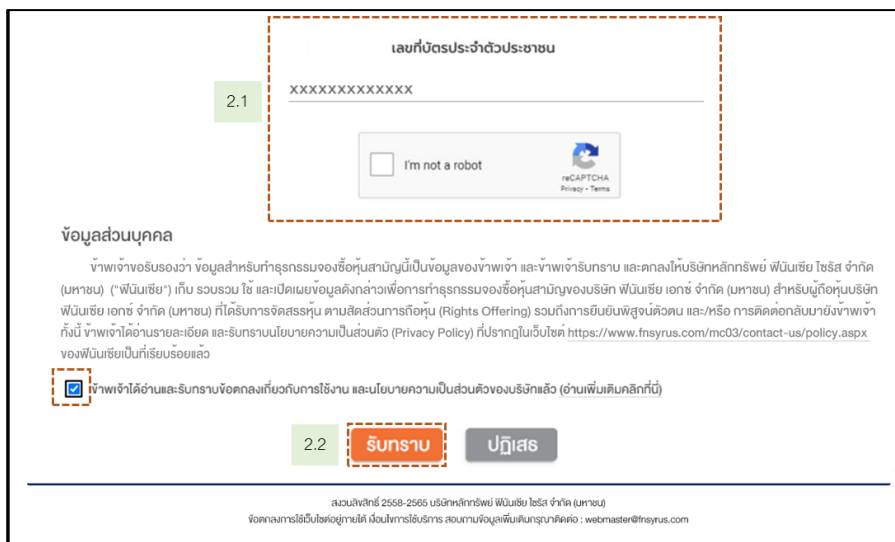 เลขที่บัตรประจำตัวประชาชน
2.1
xxxxxxxxxxxxx
I'm not a robot
reCAPTCHA
Privacy - Terms
ข้อมูลส่วนบุคคล
ข้าพเจ้าขอรับรองว่า ข้อมูลสำหรับทำธุรกรรมจองซื้อหุ้นสามัญนี้เป็นข้อมูลของข้าพเจ้า และข้าพเจ้ารับทราบ และตกลงให้บริษัทหลักทรัพย์ ฟินันเซีย ไซรัส จำกัด
(มหาชน) ("ฟินันเซีย") เก็บ รวบรวม ใช้ และเปิดเผยข้อมูลดังกล่าวเพื่อการทำธุรกรรมจองซื้อหุ้นสามัญของบริษัท ฟินันเซีย เอกซ์ จำกัด (มหาชน) สำหรับผู้ถือหุ้นบริษัท
ฟินันเซีย เอกซ์ จำกัด (มหาชน) ที่ได้รับการจัดสรรหุ้น ตามสัดส่วนการถือหุ้น (Rights Offering) รวมถึงการยืนยันพิสูจน์ตัวตน และ/หรือ การติดต่อกลับมายังข้าพเจ้า
ทั้งนี้ ข้าพเจ้าได้อ่านรายละเอียด และรับทราบนโยบายความเป็นส่วนตัว (Privacy Policy) ที่ปรากฏในเว็บไซต์ https://www.fnsyrus.com/mc03/contact-us/policy.aspx
ของฟินันเซียเป็นที่เรียบร้อยแล้ว
ข้าพเจ้าได้อ่านและรับทราบข้อตกลงเกี่ยวกับการใช้งาน และนโยบายความเป็นส่วนตัวของบริษัทแล้ว (อ่านเพิ่มเติมคลิกที่นี่)
2.2 รับทราบ ปฏิเสธ
สงวนลิขสิทธิ์ 2558-2565 บริษัทหลักทรัพย์ ฟินันเซีย ไซรัส จำกัด (มหาชน)
ข้อตกลงการใช้เว็บไซต์อยู่ภายใต้ เงื่อนไขการใช้บริการ สอบถามข้อมูลเพิ่มเติมกรุณาติดต่อ : webmaster@fnsyrus.com